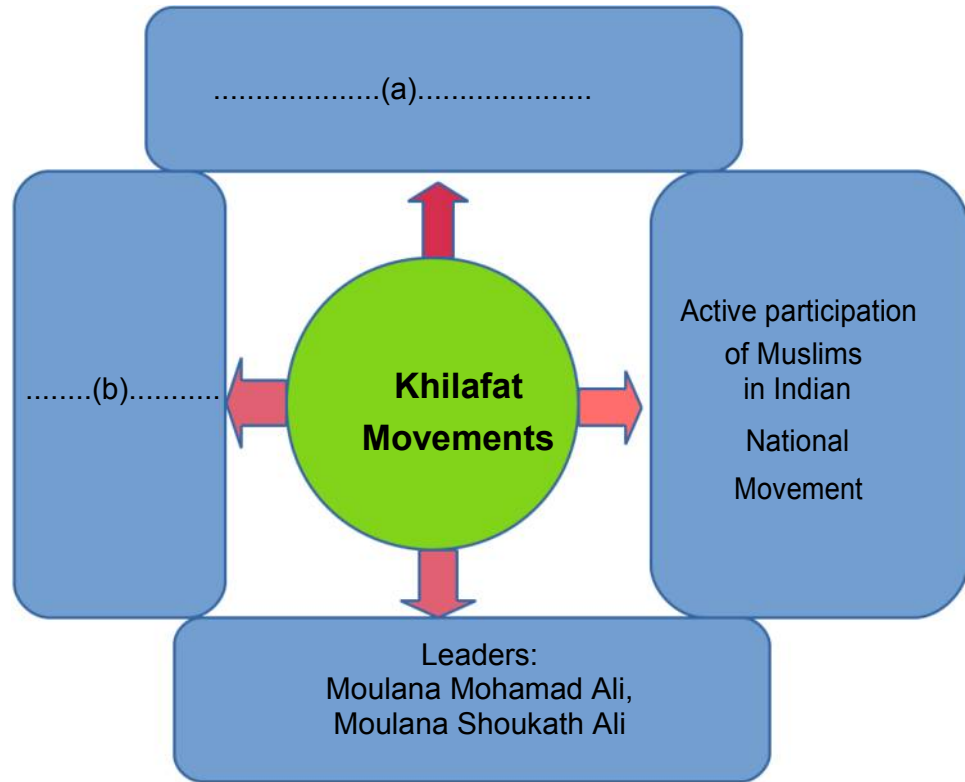 ....................(a).....................
........(b)...........
Khilafat
Movements
Active participation
of Muslims
in Indian
National
Movement
Leaders:
Moulana Mohamad Ali,
Moulana Shoukath Ali